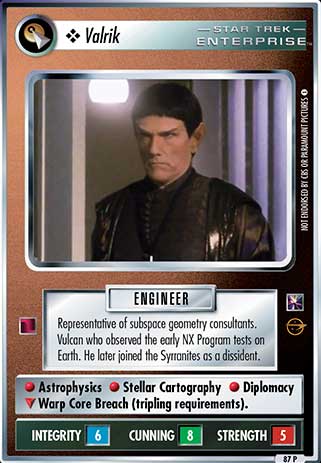 ❖ Valrik
STAR TREK
ENTERPRISE™
NOT ENDORSED BY CBS OR PARAMOUNT PICTURES
ENGINEER
Representative of subspace geometry consultants.
Vulcan who observed the early NX Program tests on
Earth. He later joined the Syrranites as a dissident.
Astrophysics Stellar Cartography Diplomacy
Warp Core Breach (tripling requirements).
INTEGRITY 6 CUNNING 8 STRENGTH 5
87 P